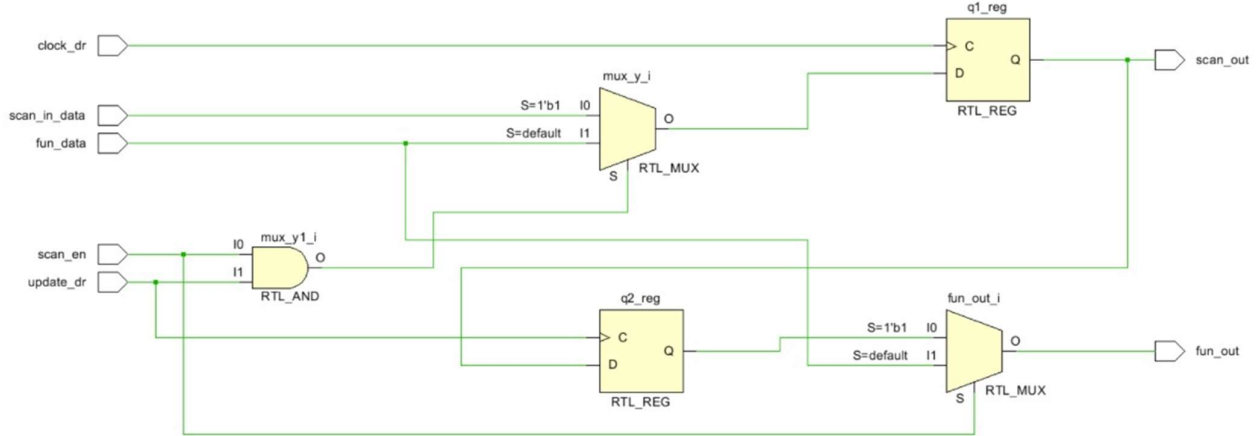 q1_reg
clock_dr
C
Q
scan_out
D
mux_y_i
RTL_REG
scan_in_data
S=1'b1
I0
O
fun_data
S=default
I1
S
RTL_MUX
mux_y1_i
scan_en
I0
O
update_dr
I1
RTL_AND
q2_reg
fun_out_i
C
S=1'b1
I0
Q
O
fun_out
D
S=default
I1
RTL_REG
S
RTL_MUX